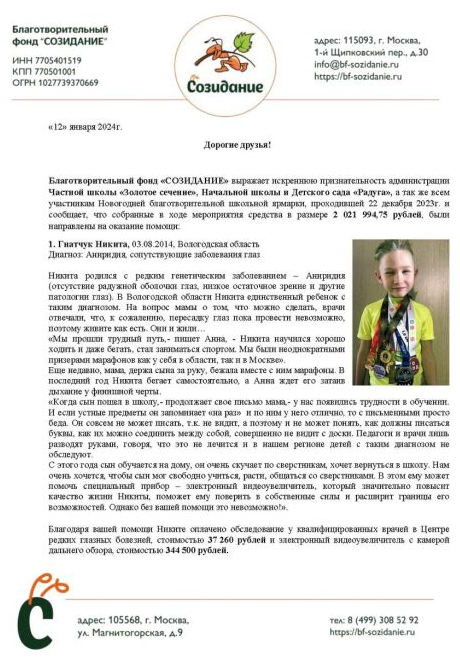 Благотворительный
фонд "СОЗИДАНИЕ"
ИНН 7705401519
КПП 770501001
ОГРН 1027739370669
Созидание
адрес: 115093, г. Москва,
1-й Щипковский пер., д.30
info@bf-sozidanie.ru
https://bf-sozidanie.ru
«12» января 2024г.
Дорогие друзья!
Благотворительный фонд «СОЗИДАНИЕ» выражает искреннюю признательность администрации
Частной школы «Золотое сечение», Начальной школы и Детского сада «Радуга», а так же всем
участникам Новогодней благотворительной школьной ярмарки, проходившей 22 декабря 2023г. и
сообщает, что собранные в ходе мероприятия средства в размере 2 021 994,75 рублей, были
направлены на оказание помощи:
1. Гнатчук Никита, 03.08.2014, Вологодская область
Диагноз: Аниридия, сопутствующие заболевания глаз
Никита родился с редким генетическим заболеванием – Аниридия
(отсутствие радужной оболочки глаз, низкое остаточное зрение и другие
патологии глаз). В Вологодской области Никита единственный ребенок с
таким диагнозом. На вопрос мамы о том, что можно сделать, врачи
отвечали, что, к сожалению, пересадку глаз пока провести невозможно,
поэтому живите как есть. Они и жили…
«Мы прошли трудный путь,- пишет Анна, - Никита научился хорошо
ходить и даже бегать, стал заниматься спортом. Мы были неоднократными
призерами марафонов как у себя в области, так и в Москве».
Еще недавно, мама, держа сына за руку, бежала вместе с ним марафоны. В
последний год Никита бегает самостоятельно, а Анна ждет его затаив
дыхание у финишной черты.
«Когда сын пошел в школу,- продолжает свое письмо мама,- у нас появились трудности в обучении.
И если устные предметы он запоминает «на раз» и по ним у него отлично, то с письменными просто
беда. Он совсем не может писать, т.к. не видит, а поэтому и не может понять, как должны писаться
буквы, как их можно соединить между собой, совершенно не видит с доски. Педагоги и врачи лишь
разводят руками, говоря, что это не лечится и в нашем регионе детей с таким диагнозом не
обследуют.
С этого года сын обучается на дому, он очень скучает по сверстникам, хочет вернуться в школу. Нам
очень хочется, чтобы сын мог свободно учиться, расти, общаться со сверстниками. В этом ему может
помочь специальный прибор – электронный видеоувеличитель, который значительно повысит
качество жизни Никиты, поможет ему поверить в собственные силы и расширит границы его
возможностей. Однако без вашей помощи это невозможно!».
Благодаря вашей помощи Никите оплачено обследование у квалифицированных врачей в Центре
редких глазных болезней, стоимостью 37 260 рублей и электронный видеоувеличитель с камерой
дальнего обзора, стоимостью 344 500 рублей.
адрес: 105568, г. Москва,
ул. Магнитогорская, д.9
тел: 8 (499) 308 52 92
https://bf-sozidanie.ru